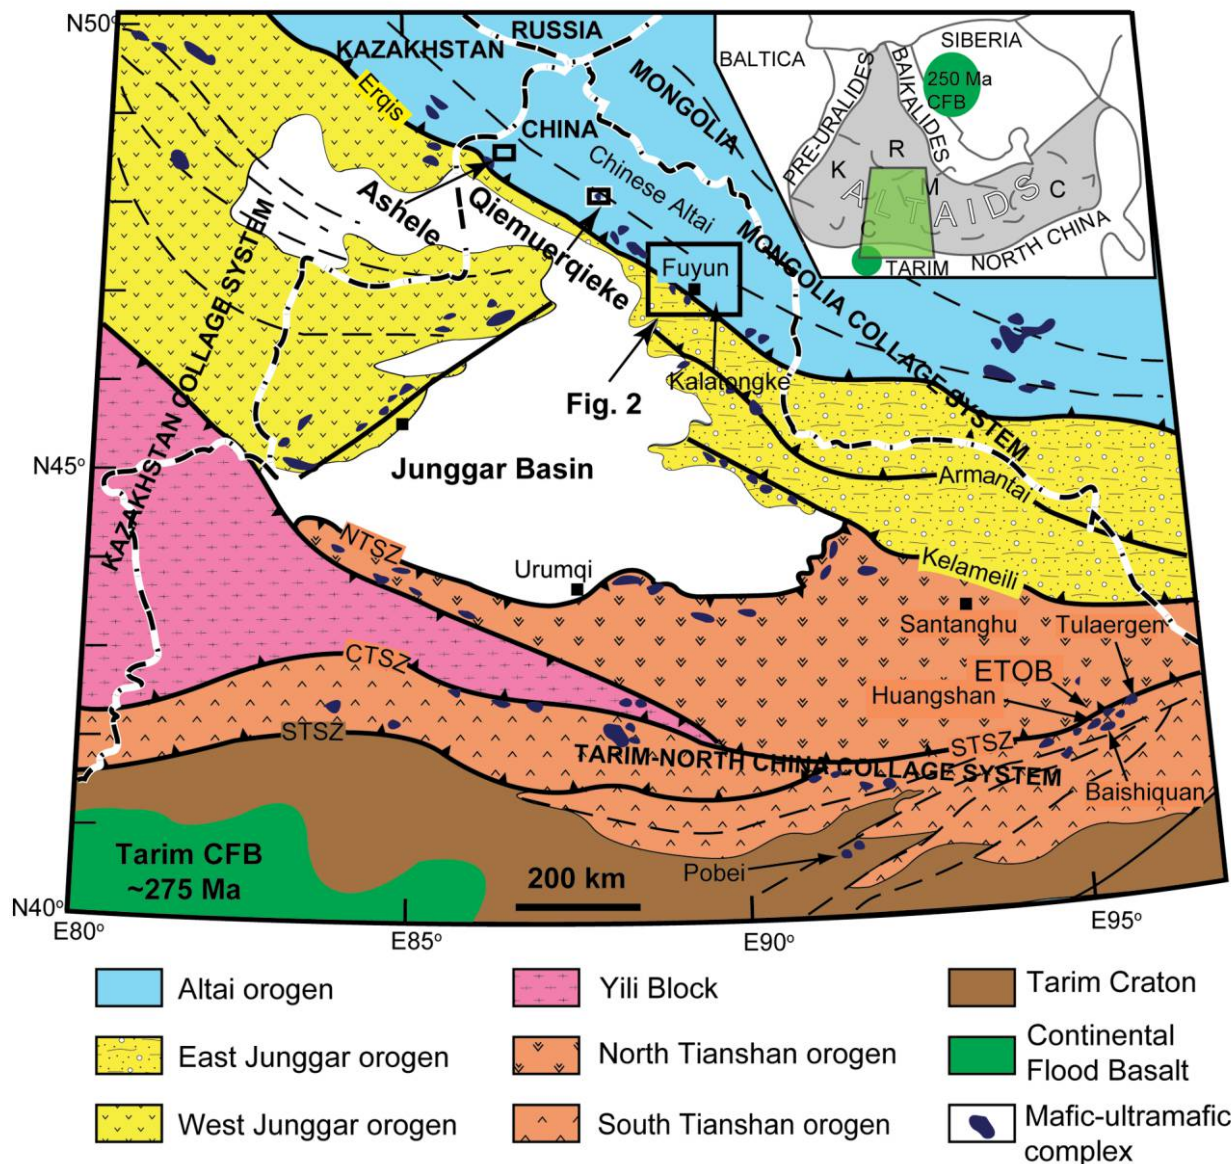 N50°
RUSSIA
KAZAKHSTAN
MONGOLIA
CHINA
Erqis
Chinese Altai
Ashele
Qiemuerqieke
Fuyun
MONGOLIA COLLAGE SYSTEM
KAZAKHSTAN COLLAGE SYSTEM
Kalatongke
Fig. 2
N45°
Junggar Basin
Armantai
NTSZ
Urumqi
Kelameili
Santanghu
Tulaergen
CTSZ
ETOB
Huangshan
STSZ
STSZ
TARIM-NORTH CHINA COLLAGE SYSTEM
Baishiquan
Tarim CFB
~275 Ma
Pobei
200 km
N40°
E80°
E85°
E90°
E95°
BALTICA
SIBERIA
250 Ma
CFB
PRE-URALIDES
BAIKALIDES
R
K
M
C
C
ALTAIDS
TARIM
NORTH CHINA
Altai orogen
East Junggar orogen
West Junggar orogen
Yili Block
North Tianshan orogen
South Tianshan orogen
Tarim Craton
Continental
Flood Basalt
Mafic-ultramafic
complex